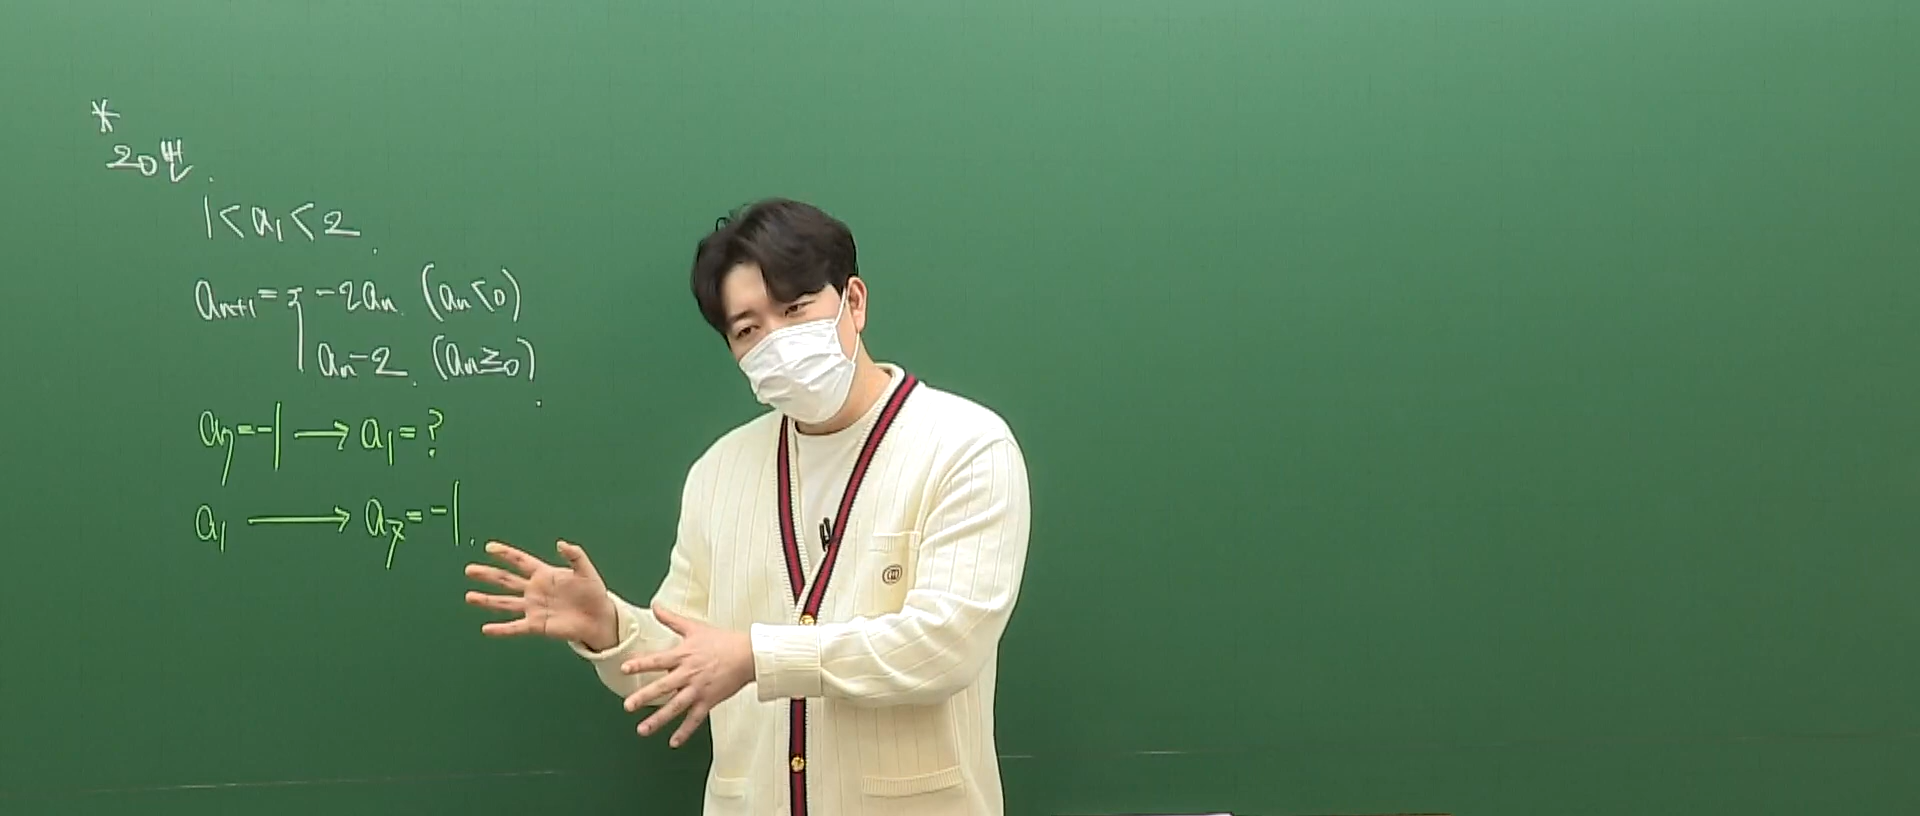 *
20번.
1<a₁<2.
aₙ₊₁= { -2aₙ. (aₙ<0)
aₙ-2. (aₙ≥0).
a₇=-1 → a₁=?
a₁ → a₇=-1.